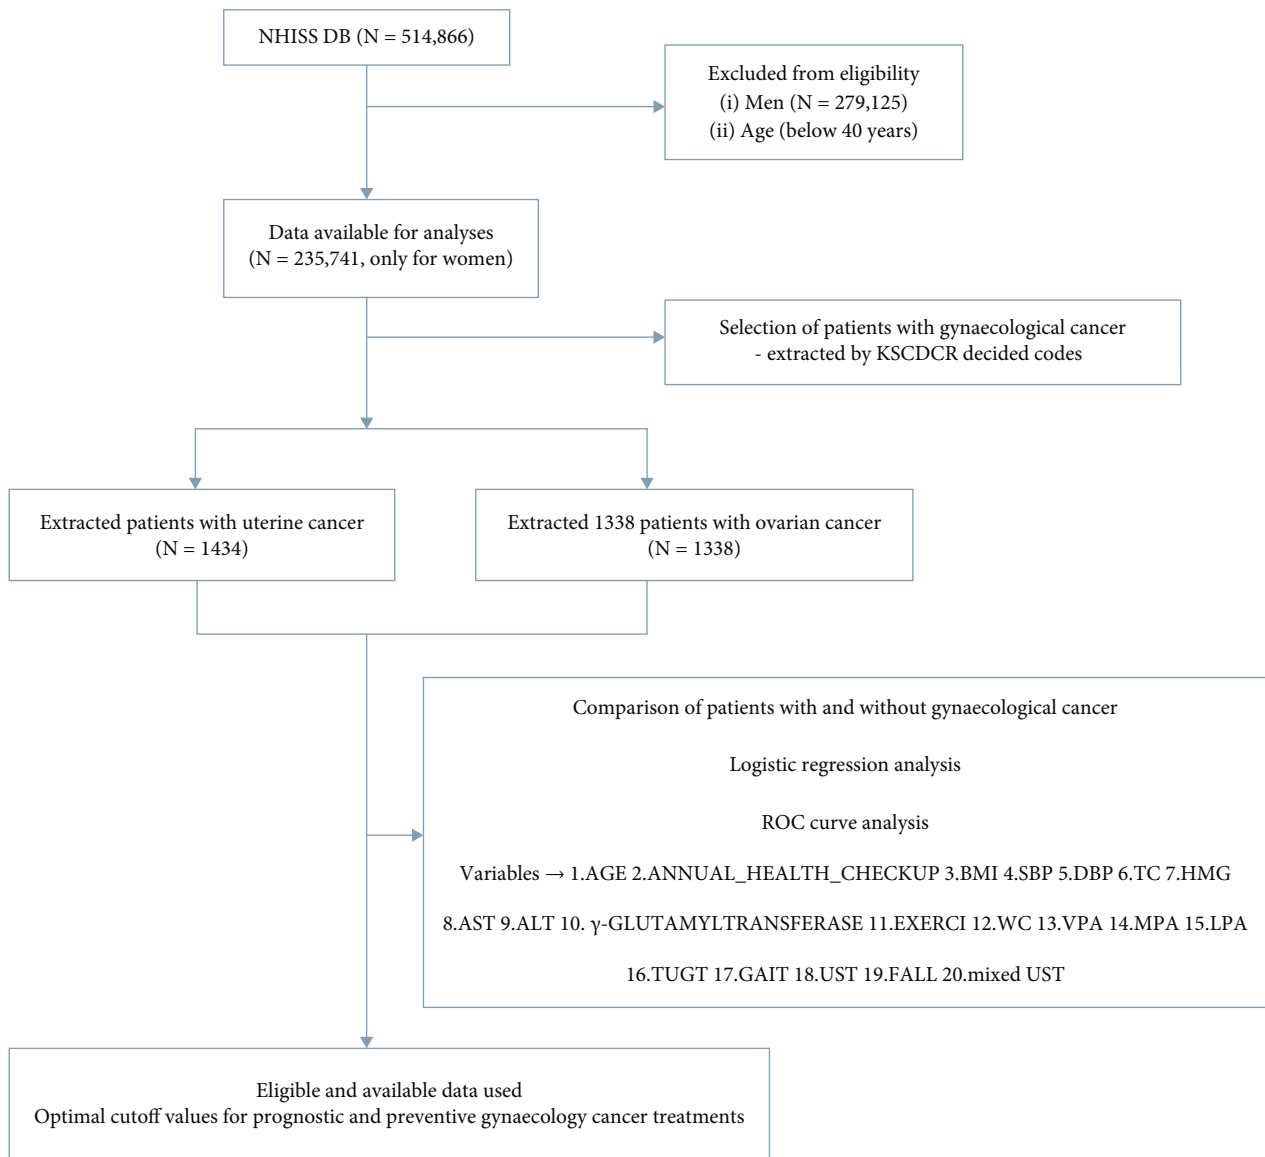 NHISS DB (N = 514,866)
Excluded from eligibility
(i) Men (N = 279,125)
(ii) Age (below 40 years)
Data available for analyses
(N = 235,741, only for women)
Selection of patients with gynaecological cancer
- extracted by KSCDCR decided codes
Extracted patients with uterine cancer
(N = 1434)
Extracted 1338 patients with ovarian cancer
(N = 1338)
Comparison of patients with and without gynaecological cancer
Logistic regression analysis
ROC curve analysis
Variables → 1.AGE 2.ANNUAL_HEALTH_CHECKUP 3.BMI 4.SBP 5.DBP 6.TC 7.HMG
8.AST 9.ALT 10. γ-GLUTAMYLTRANSFERASE 11.EXERCI 12.WC 13.VPA 14.MPA 15.LPA
16.TUGT 17.GAIT 18.UST 19.FALL 20.mixed UST
Eligible and available data used
Optimal cutoff values for prognostic and preventive gynaecology cancer treatments